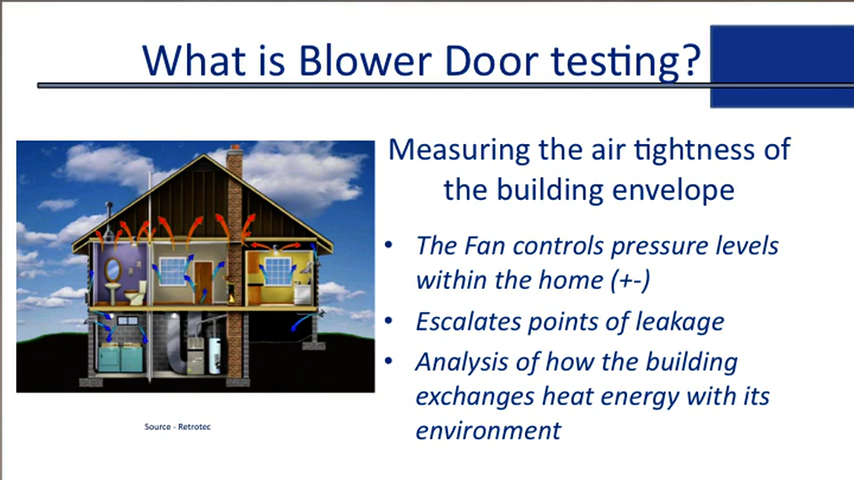 What is Blower Door testing?
Measuring the air tightness of
the building envelope
• The Fan controls pressure levels
within the home (+-)
• Escalates points of leakage
• Analysis of how the building
exchanges heat energy with its
environment
Source - Retrotec